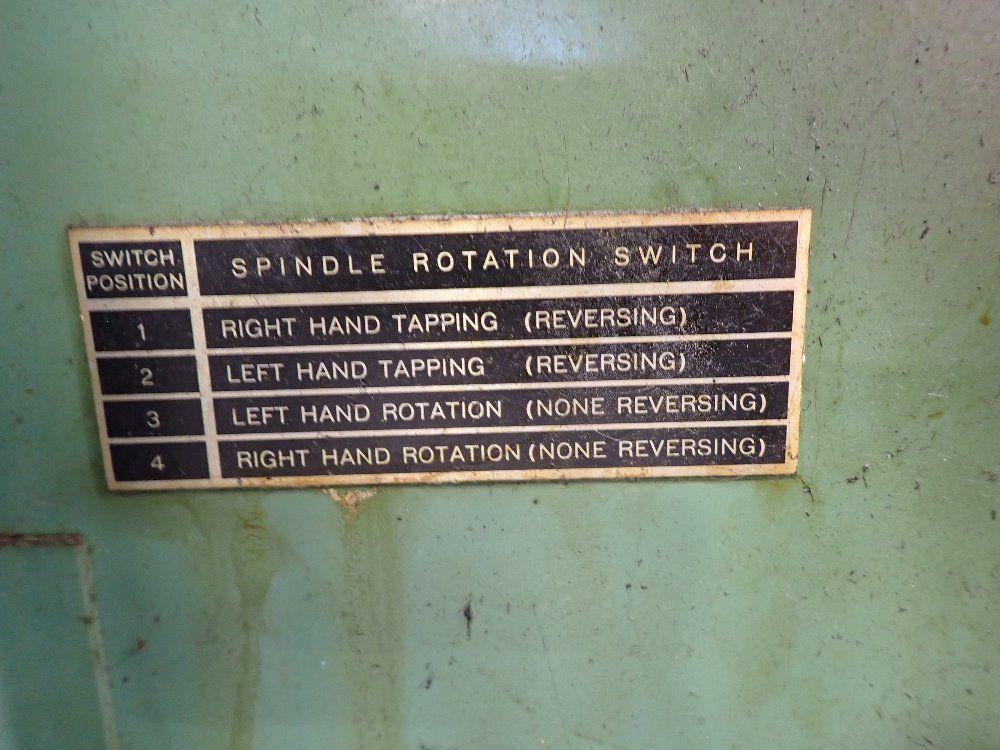 SWITCH POSITION
SPINDLE ROTATION SWITCH
1 RIGHT HAND TAPPING (REVERSING)
2 LEFT HAND TAPPING (REVERSING)
3 LEFT HAND ROTATION (NONE REVERSING)
4 RIGHT HAND ROTATION (NONE REVERSING)